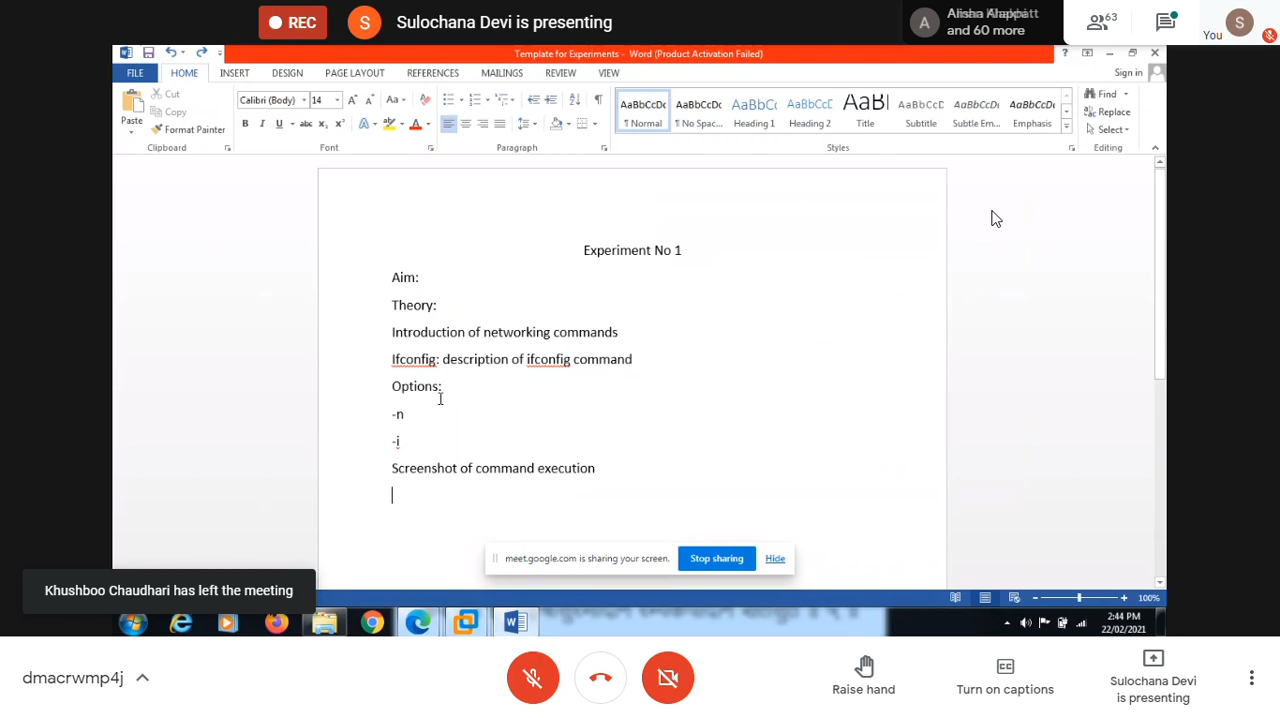 REC
S
Sulochana Devi is presenting
A
and 60 more
63
You
S
Template for Experiments - Word (Product Activation Failed)
FILE
HOME
INSERT
DESIGN
PAGE LAYOUT
REFERENCES
MAILINGS
REVIEW
VIEW
Sign in
Paste
Cut
Copy
Format Painter
Calibri (Body)
14
AaBbCcDc
AaBbCcDc
AaBbCc
AaBbCcDc
AaBl
AaBbCcDc
AaBbCcDc
AaBbCcDc
¶ Normal
¶ No Spac...
Heading 1
Heading 2
Title
Subtitle
Subtle Em...
Emphasis
Find
Replace
Select
Clipboard
Font
Paragraph
Styles
Editing
Experiment No 1
Aim:
Theory:
Introduction of networking commands
Ifconfig: description of ifconfig command
Options:
-n
-i
Screenshot of command execution
meet.google.com is sharing your screen.
Stop sharing
Hide
Khushboo Chaudhari has left the meeting
100%
2:44 PM
22/02/2021
dmacrwmp4j
Raise hand
Turn on captions
Sulochana Devi
is presenting